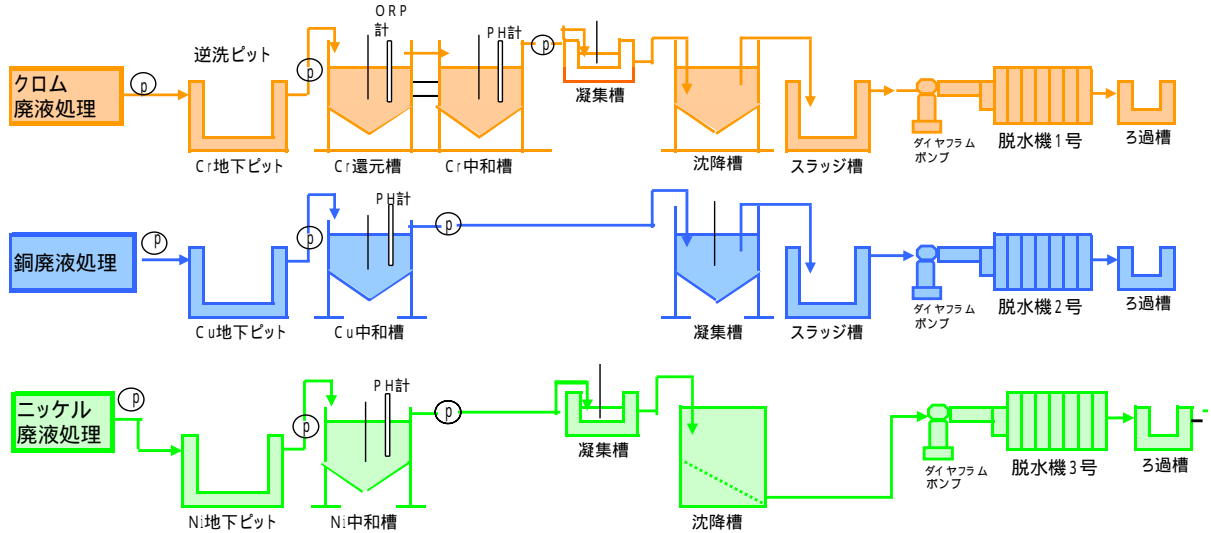 ORP
計
PH計
p
逆洗ピット
p
p
クロム
廃液処理
凝集槽
ダイヤフラム
ポンプ
脱水機1号
ろ過槽
Cr地下ピット
Cr還元槽
Cr中和槽
沈降槽
スラッジ槽
PH計
p
p
p
銅廃液処理
ダイヤフラム
ポンプ
脱水機2号
ろ過槽
Cu地下ピット
Cu中和槽
凝集槽
スラッジ槽
PH計
p
p
p
ニッケル
廃液処理
凝集槽
ダイヤフラム
ポンプ
脱水機3号
ろ過槽
Ni地下ピット
Ni中和槽
沈降槽